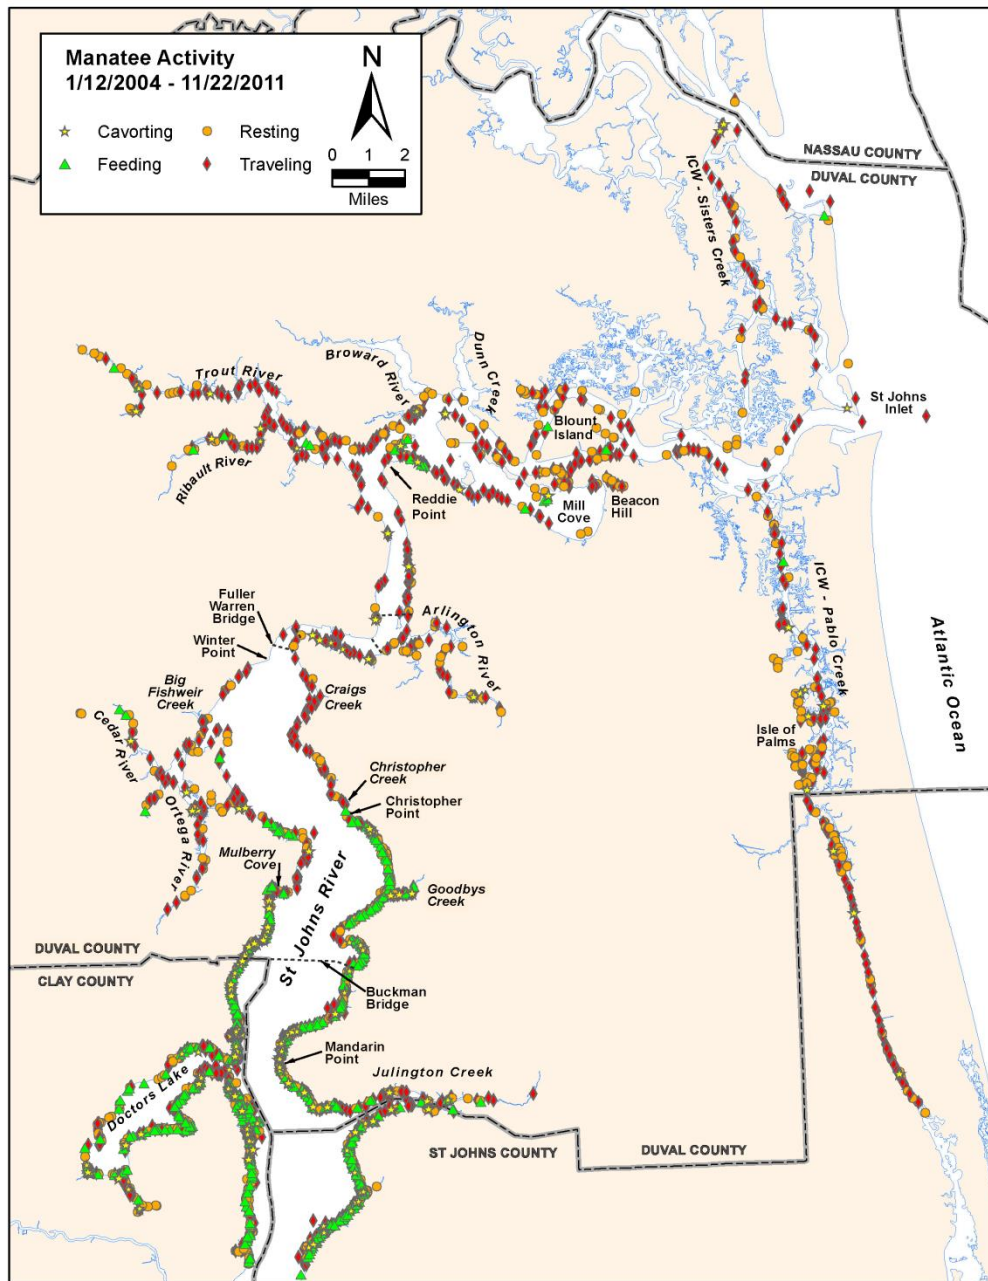 Manatee Activity
1/12/2004 - 11/22/2011
N
Cavorting
Resting
Feeding
Traveling
0 1 2
Miles
NASSAU COUNTY
DUVAL COUNTY
ICW - Sisters Creek
Trout River
Broward River
Dunn Creek
St Johns
Inlet
Blount
Island
Ribault River
Reddie
Point
Mill
Cove
Beacon
Hill
ICW - Pablo Creek
Fuller
Warren
Bridge
Arlington River
Winter
Point
Atlantic Ocean
Big
Fishweir
Creek
Craigs
Creek
Cedar River
Isle of
Palms
Christopher
Creek
Christopher
Point
Ortega River
Mulberry
Cove
St Johns River
Goodbys
Creek
DUVAL COUNTY
CLAY COUNTY
Buckman
Bridge
Mandarin
Point
Julington Creek
Doctors Lake
ST JOHNS COUNTY
DUVAL COUNTY